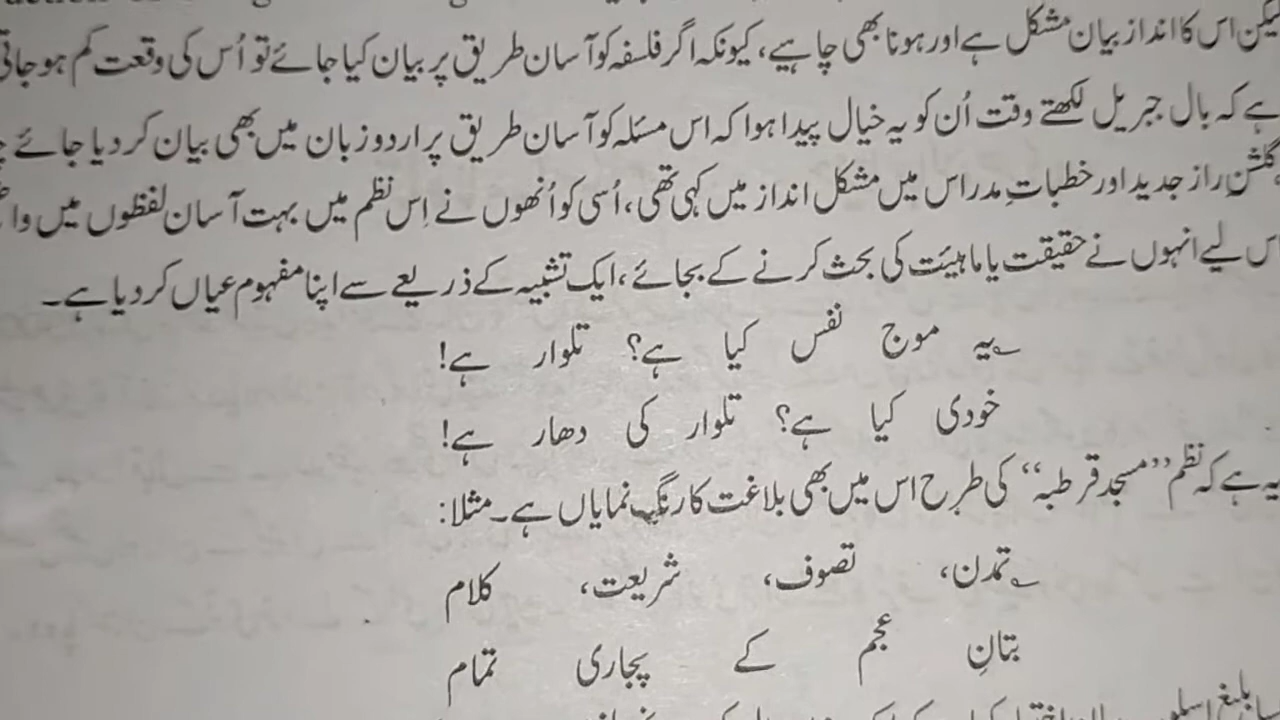 لیکن اس کا انداز بیان مشکل ہے اور ہونا بھی چاہیے، کیونکہ اگر فلسفہ کو آسان طریق پر بیان کیا جائے تو اُس کی وقعت کم ہو جاتی
ہے کہ بال جبریل لکھتے وقت اُن کو یہ خیال پیدا ہوا کہ اس مسئلہ کو آسان طریق پر اردو زبان میں بھی بیان کر دیا جائے
گلشنِ راز جدید اور خطباتِ مدراس میں مشکل انداز میں کہی تھی، اُسی کو اُنھوں نے اِس نظم میں بہت آسان لفظوں میں
اس لیے انہوں نے حقیقت یا ماہیئت کی بحث کرنے کے بجائے، ایک تشبیہ کے ذریعے سے اپنا مفہوم عیاں کر دیا ہے۔
؎یہ موج نفس کیا ہے؟ تلوار ہے!
خودی کیا ہے؟ تلوار کی دھار ہے!
یہ ہے کہ نظم ’’مسجد قرطبہ‘‘ کی طرح اس میں بھی بلاغت کا رنگ نمایاں ہے۔ مثلا:
؎تمدن، تصوف، شریعت، کلام
بتانِ عجم کے پجاری تمام